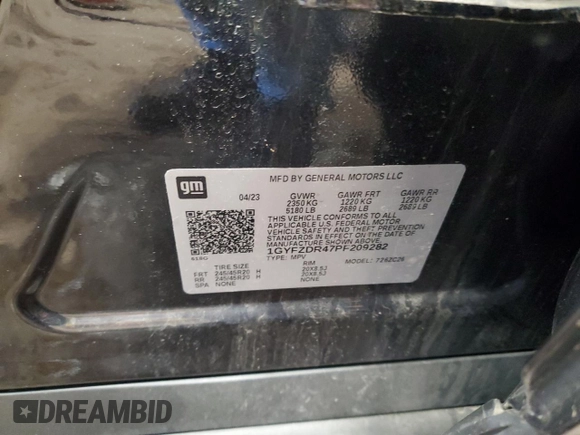 gm
MFD BY GENERAL MOTORS LLC
04/23 GVWR GAWR FRT GAWR RR
2350 KG 1220 KG 1220 KG
5180 LB 2689 LB 2689 LB
THIS VEHICLE CONFORMS TO ALL
APPLICABLE U.S. FEDERAL MOTOR
VEHICLE SAFETY AND THEFT PREVENTION
STANDARDS IN EFFECT ON THE DATE OF
MANUFACTURE SHOWN ABOVE.
1GYFZDR47PF209282
TYPE: MPV MODEL:
TIRE SIZE RIM
FRT 245/45R20 H 20X8.5J
RR 245/45R20 H 20X8.5J
SPA NONE NONE
DREAMBID